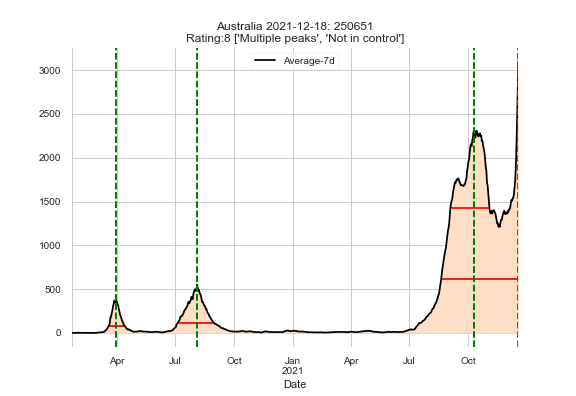 Australia 2021-12-18: 250651
Rating:8 ['Multiple peaks', 'Not in control']
Average-7d
3000
2500
2000
1500
1000
500
0
Apr Jul Oct Jan Apr Jul Oct
2021
Date